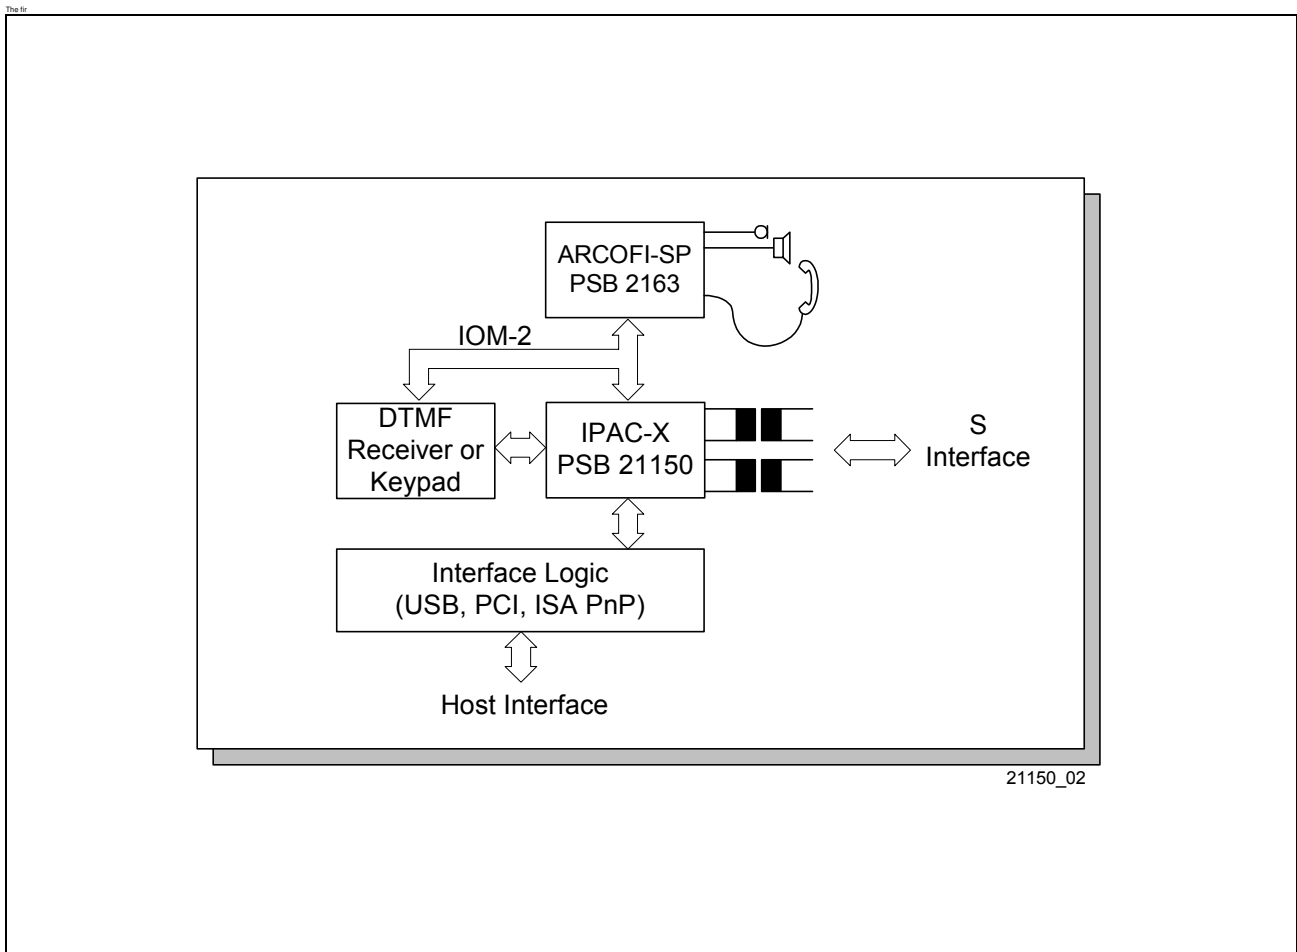 The fir
ARCOFI-SP
PSB 2163
IOM-2
DTMF
Receiver or
Keypad
IPAC-X
PSB 21150
S
Interface
Interface Logic
(USB, PCI, ISA PnP)
Host Interface
21150_02